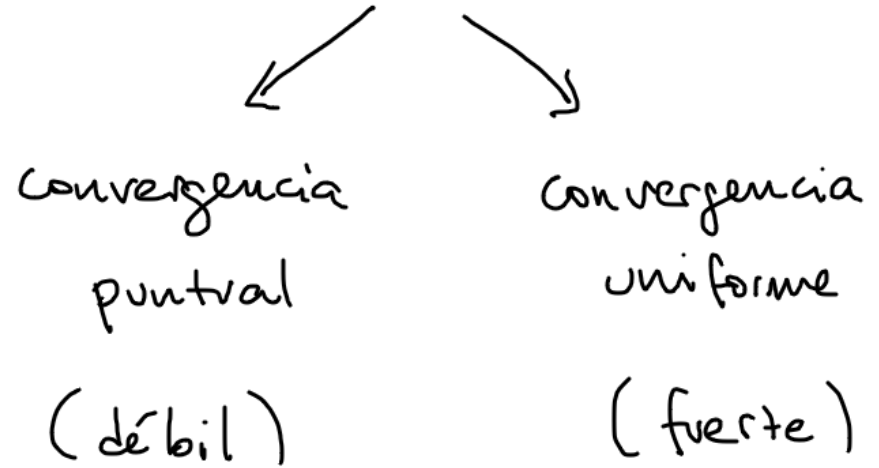 convergencia
puntual
(débil)
convergencia
uniforme
(fuerte)